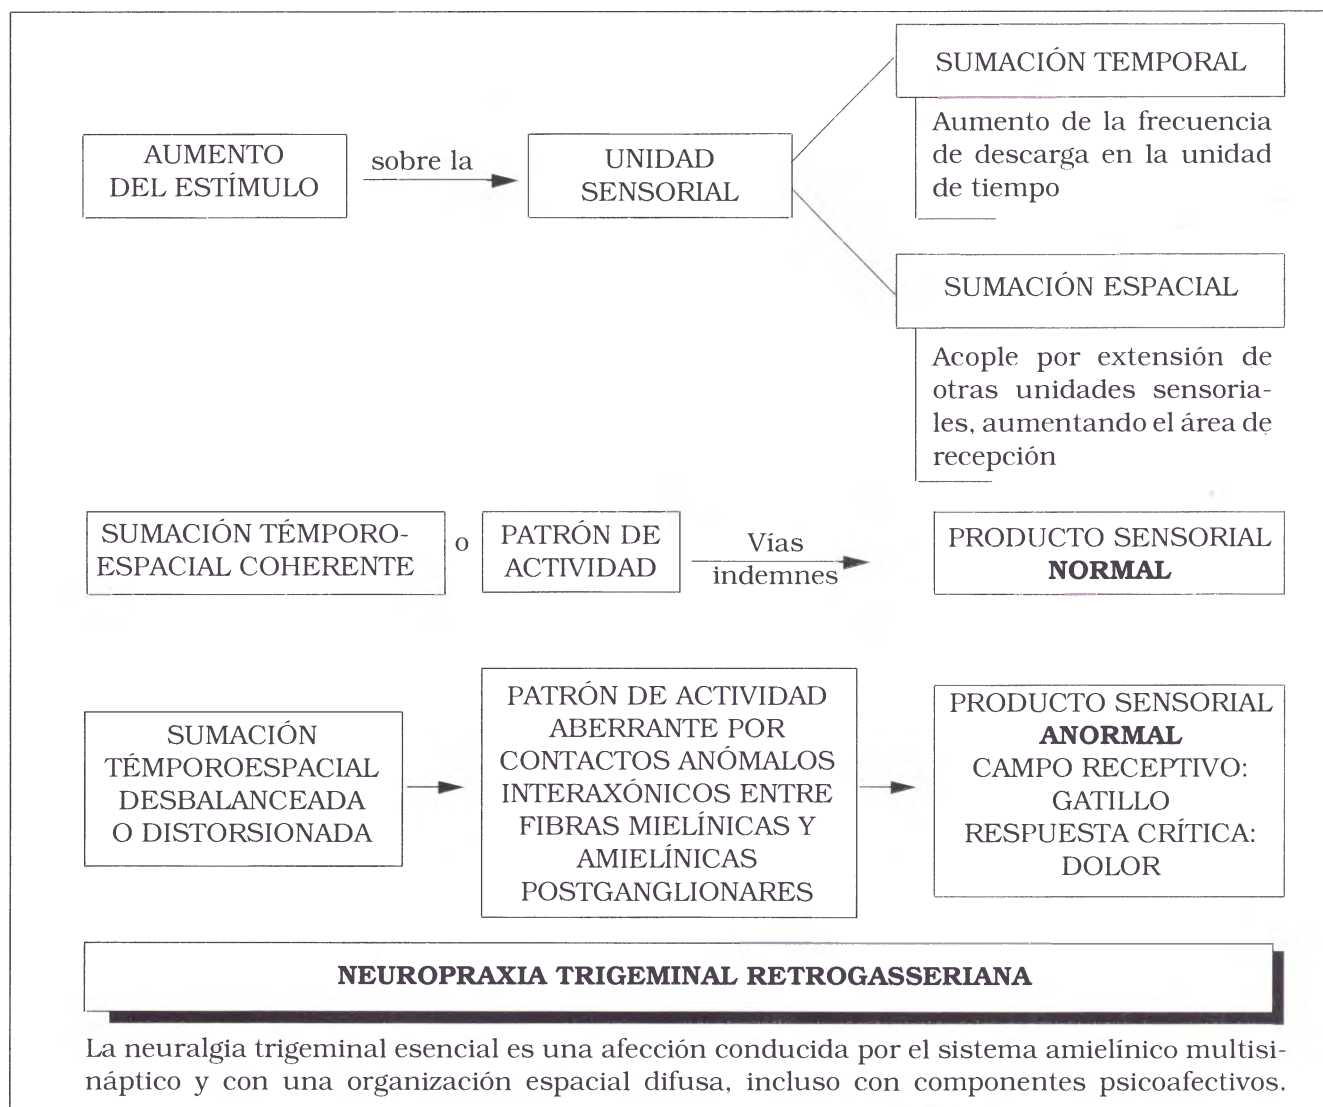 SUMACIÓN TEMPORAL
Aumento de la frecuencia
de descarga en la unidad
de tiempo
AUMENTO
DEL ESTÍMULO
sobre la
UNIDAD
SENSORIAL
SUMACIÓN ESPACIAL
Acople por extensión de
otras unidades sensoria-
les, aumentando el área de
recepción
SUMACIÓN TÉMPORO-
ESPACIAL COHERENTE
o
PATRÓN DE
ACTIVIDAD
Vías
indemnes
PRODUCTO SENSORIAL
NORMAL
SUMACIÓN
TÉMPOROESPACIAL
DESBALANCEADA
O DISTORSIONADA
PATRÓN DE ACTIVIDAD
ABERRANTE POR
CONTACTOS ANÓMALOS
INTERAXÓNICOS ENTRE
FIBRAS MIELÍNICAS Y
AMIELÍNICAS
POSTGANGLIONARES
PRODUCTO SENSORIAL
ANORMAL
CAMPO RECEPTIVO:
GATILLO
RESPUESTA CRÍTICA:
DOLOR
NEUROPRAXIA TRIGEMINAL RETROGASSERIANA
La neuralgia trigeminal esencial es una afección conducida por el sistema amielínico multisi-
náptico y con una organización espacial difusa, incluso con componentes psicoafectivos.